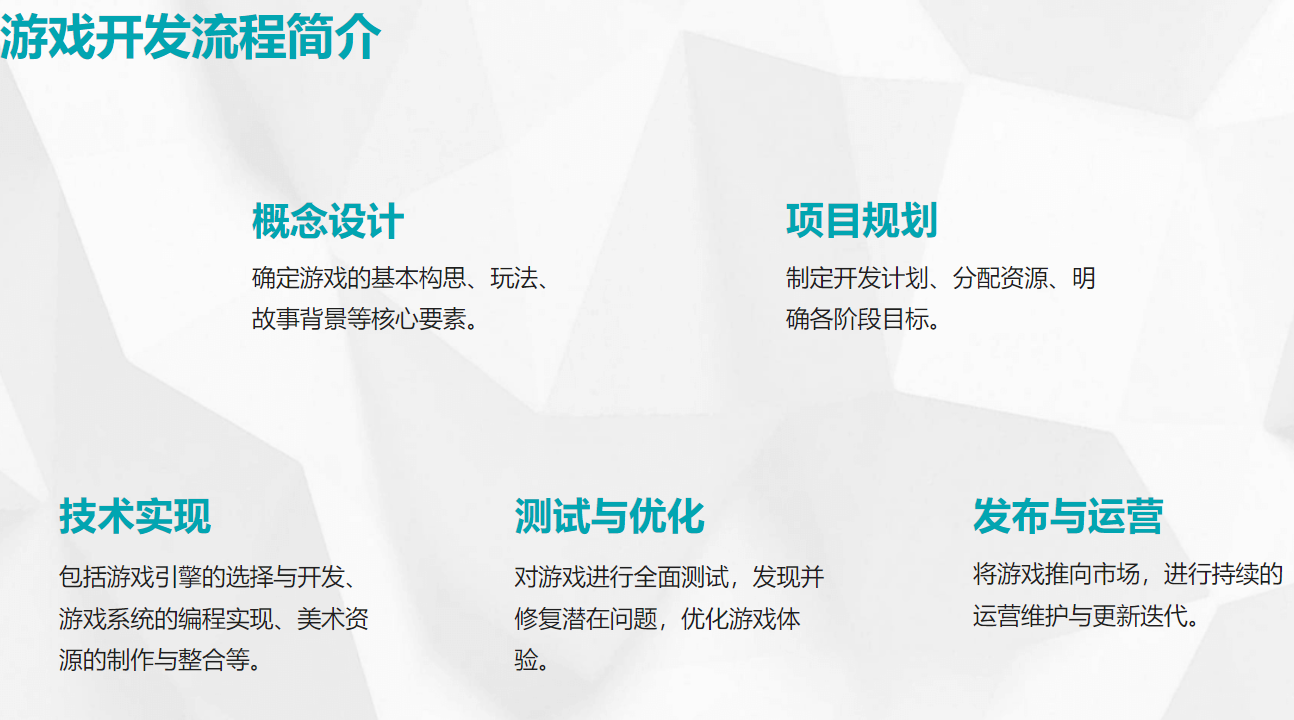 游戏开发流程简介
概念设计
确定游戏的基本构思、玩法、
故事背景等核心要素。
项目规划
制定开发计划、分配资源、明
确各阶段目标。
技术实现
包括游戏引擎的选择与开发、
游戏系统的编程实现、美术资
源的制作与整合等。
测试与优化
对游戏进行全面测试，发现并
修复潜在问题，优化游戏体
验。
发布与运营
将游戏推向市场，进行持续的
运营维护与更新迭代。